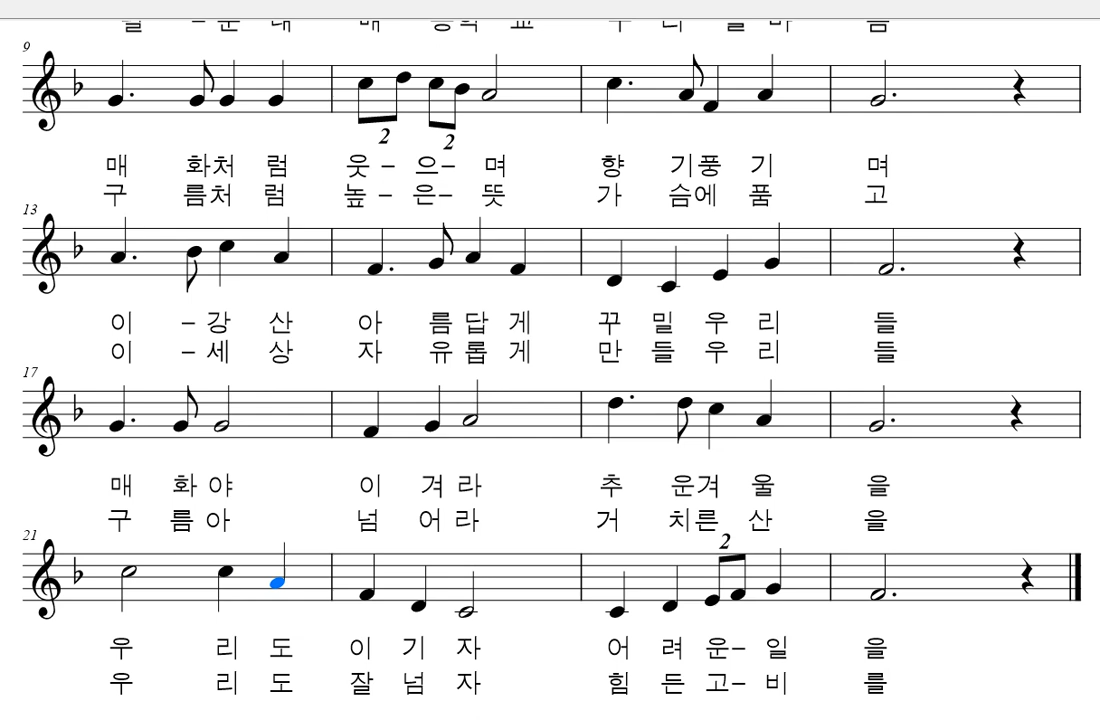 9
2 2
매 화처 럼 웃 – 으– 며 향 기풍 기 며
구 름처 럼 높 – 은– 뜻 가 슴에 품 고
13
이 – 강 산 아 름 답 게 꾸 밀 우 리 들
이 – 세 상 자 유 롭 게 만 들 우 리 들
17
매 화 야 이 겨 라 추 운겨 울 을
구 름 아 넘 어 라 거 치른 산 을
21
2
우 리 도 이 기 자 어 려 운– 일 을
우 리 도 잘 넘 자 힘 든 고– 비 를